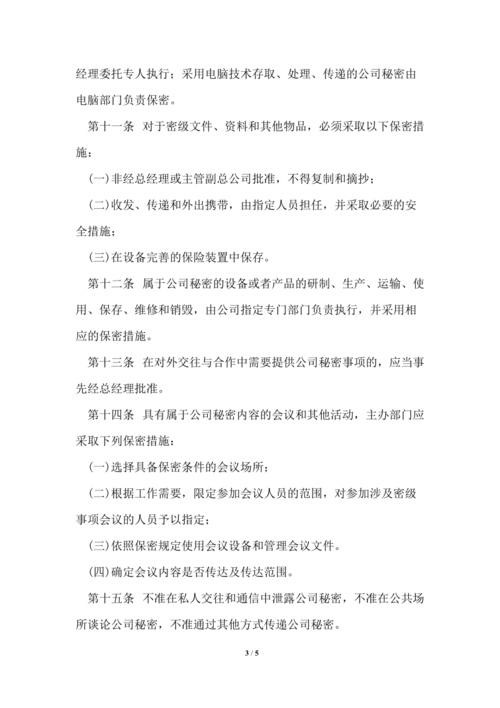 经理委托专人执行；采用电脑技术存取、处理、传递的公司秘密由
电脑部门负责保密。
第十一条 对于密级文件、资料和其他物品，必须采取以下保密措
施：
(一)非经总经理或主管副总公司批准，不得复制和摘抄；
(二)收发、传递和外出携带，由指定人员担任，并采取必要的安
全措施；
(三)在设备完善的保险装置中保存。
第十二条 属于公司秘密的设备或者产品的研制、生产、运输、使
用、保存、维修和销毁，由公司指定专门部门负责执行，并采用相
应的保密措施。
第十三条 在对外交往与合作中需要提供公司秘密事项的，应当事
先经总经理批准。
第十四条 具有属于公司秘密内容的会议和其他活动，主办部门应
采取下列保密措施：
(一)选择具备保密条件的会议场所；
(二)根据工作需要，限定参加会议人员的范围，对参加涉及密级
事项会议的人员予以指定；
(三)依照保密规定使用会议设备和管理会议文件。
(四)确定会议内容是否传达及传达范围。
第十五条 不准在私人交往和通信中泄露公司秘密，不准在公共场
所谈论公司秘密，不准通过其他方式传递公司秘密。
3 / 5